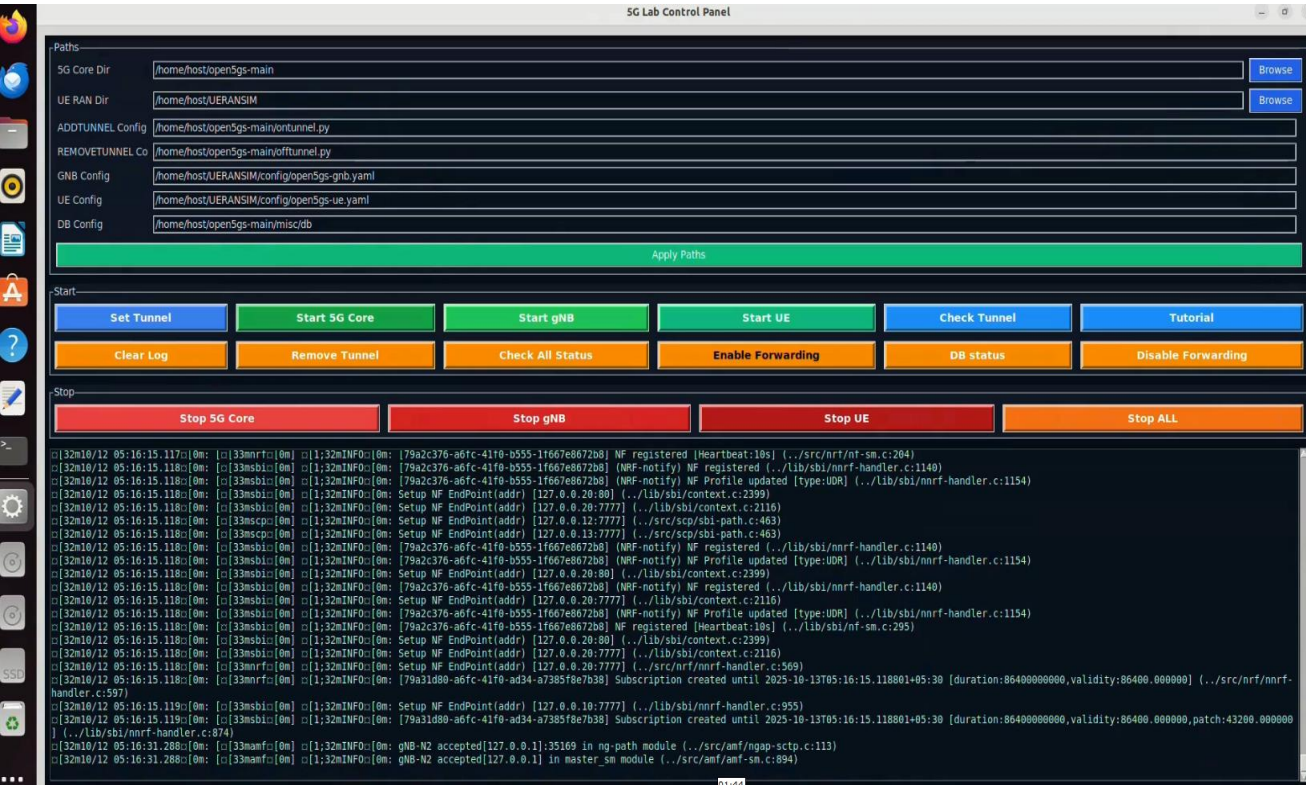 5G Lab Control Panel
Paths
5G Core Dir /home/host/open5gs-main Browse
UE RAN Dir /home/host/UERANSIM Browse
ADDTUNNEL Config /home/host/open5gs-main/ontunnel.py
REMOVETUNNEL Co /home/host/open5gs-main/offtunnel.py
GNB Config /home/host/UERANSIM/config/open5gs-gnb.yaml
UE Config /home/host/UERANSIM/config/open5gs-ue.yaml
DB Config /home/host/open5gs-main/misc/db
Apply Paths
Start
Set Tunnel Start 5G Core Start gNB Start UE Check Tunnel Tutorial
Clear Log Remove Tunnel Check All Status Enable Forwarding DB status Disable Forwarding
Stop
Stop 5G Core Stop gNB Stop UE Stop ALL
□[32m10/12 05:16:15.117□[0m: [□[33mnrf□[0m] □[1;32mINFO□[0m: [79a2c376-a6fc-41f0-b555-1f667e8672b8] NF registered [Heartbeat:10s] (../src/nrf/nf-sm.c:204)
□[32m10/12 05:16:15.118□[0m: [□[33msbi□[0m] □[1;32mINFO□[0m: [79a2c376-a6fc-41f0-b555-1f667e8672b8] (NRF-notify) NF registered (../lib/sbi/nnrf-handler.c:1140)
□[32m10/12 05:16:15.118□[0m: [□[33msbi□[0m] □[1;32mINFO□[0m: [79a2c376-a6fc-41f0-b555-1f667e8672b8] (NRF-notify) NF Profile updated [type:UDR] (../lib/sbi/nnrf-handler.c:1154)
□[32m10/12 05:16:15.118□[0m: [□[33msbi□[0m] □[1;32mINFO□[0m: Setup NF EndPoint(addr) [127.0.0.20:80] (../lib/sbi/context.c:2399)
□[32m10/12 05:16:15.118□[0m: [□[33msbi□[0m] □[1;32mINFO□[0m: Setup NF EndPoint(addr) [127.0.0.20:7777] (../lib/sbi/context.c:2116)
□[32m10/12 05:16:15.118□[0m: [□[33mscp□[0m] □[1;32mINFO□[0m: Setup NF EndPoint(addr) [127.0.0.12:7777] (../src/scp/sbi-path.c:463)
□[32m10/12 05:16:15.118□[0m: [□[33mscp□[0m] □[1;32mINFO□[0m: Setup NF EndPoint(addr) [127.0.0.13:7777] (../src/scp/sbi-path.c:463)
□[32m10/12 05:16:15.118□[0m: [□[33msbi□[0m] □[1;32mINFO□[0m: [79a2c376-a6fc-41f0-b555-1f667e8672b8] (NRF-notify) NF registered (../lib/sbi/nnrf-handler.c:1140)
□[32m10/12 05:16:15.118□[0m: [□[33msbi□[0m] □[1;32mINFO□[0m: [79a2c376-a6fc-41f0-b555-1f667e8672b8] (NRF-notify) NF Profile updated [type:UDR] (../lib/sbi/nnrf-handler.c:1154)
□[32m10/12 05:16:15.118□[0m: [□[33msbi□[0m] □[1;32mINFO□[0m: Setup NF EndPoint(addr) [127.0.0.20:80] (../lib/sbi/context.c:2399)
□[32m10/12 05:16:15.118□[0m: [□[33msbi□[0m] □[1;32mINFO□[0m: [79a2c376-a6fc-41f0-b555-1f667e8672b8] (NRF-notify) NF registered (../lib/sbi/nnrf-handler.c:1140)
□[32m10/12 05:16:15.118□[0m: [□[33msbi□[0m] □[1;32mINFO□[0m: Setup NF EndPoint(addr) [127.0.0.20:7777] (../lib/sbi/context.c:2116)
□[32m10/12 05:16:15.118□[0m: [□[33msbi□[0m] □[1;32mINFO□[0m: [79a2c376-a6fc-41f0-b555-1f667e8672b8] (NRF-notify) NF Profile updated [type:UDR] (../lib/sbi/nnrf-handler.c:1154)
□[32m10/12 05:16:15.118□[0m: [□[33msbi□[0m] □[1;32mINFO□[0m: [79a2c376-a6fc-41f0-b555-1f667e8672b8] NF registered [Heartbeat:10s] (../lib/sbi/nf-sm.c:295)
□[32m10/12 05:16:15.118□[0m: [□[33msbi□[0m] □[1;32mINFO□[0m: Setup NF EndPoint(addr) [127.0.0.20:80] (../lib/sbi/context.c:2399)
□[32m10/12 05:16:15.118□[0m: [□[33msbi□[0m] □[1;32mINFO□[0m: Setup NF EndPoint(addr) [127.0.0.20:7777] (../lib/sbi/context.c:2116)
□[32m10/12 05:16:15.118□[0m: [□[33mnrf□[0m] □[1;32mINFO□[0m: Setup NF EndPoint(addr) [127.0.0.20:7777] (../src/nrf/nnrf-handler.c:569)
□[32m10/12 05:16:15.118□[0m: [□[33mnrf□[0m] □[1;32mINFO□[0m: [79a31d80-a6fc-41f0-ad34-a7385f8e7b38] Subscription created until 2025-10-13T05:16:15.118801+05:30 [duration:86400000000,validity:86400.000000] (../src/nrf/nnrf-
handler.c:597)
□[32m10/12 05:16:15.119□[0m: [□[33msbi□[0m] □[1;32mINFO□[0m: Setup NF EndPoint(addr) [127.0.0.10:7777] (../lib/sbi/nnrf-handler.c:955)
□[32m10/12 05:16:15.119□[0m: [□[33msbi□[0m] □[1;32mINFO□[0m: [79a31d80-a6fc-41f0-ad34-a7385f8e7b38] Subscription created until 2025-10-13T05:16:15.118801+05:30 [duration:86400000000,validity:86400.000000,patch:43200.000000
] (../lib/sbi/nnrf-handler.c:874)
□[32m10/12 05:16:31.288□[0m: [□[33mamf□[0m] □[1;32mINFO□[0m: gNB-N2 accepted[127.0.0.1]:35169 in ng-path module (../src/amf/ngap-sctp.c:113)
□[32m10/12 05:16:31.288□[0m: [□[33mamf□[0m] □[1;32mINFO□[0m: gNB-N2 accepted[127.0.0.1] in master_sm module (../src/amf/amf-sm.c:894)
SSD